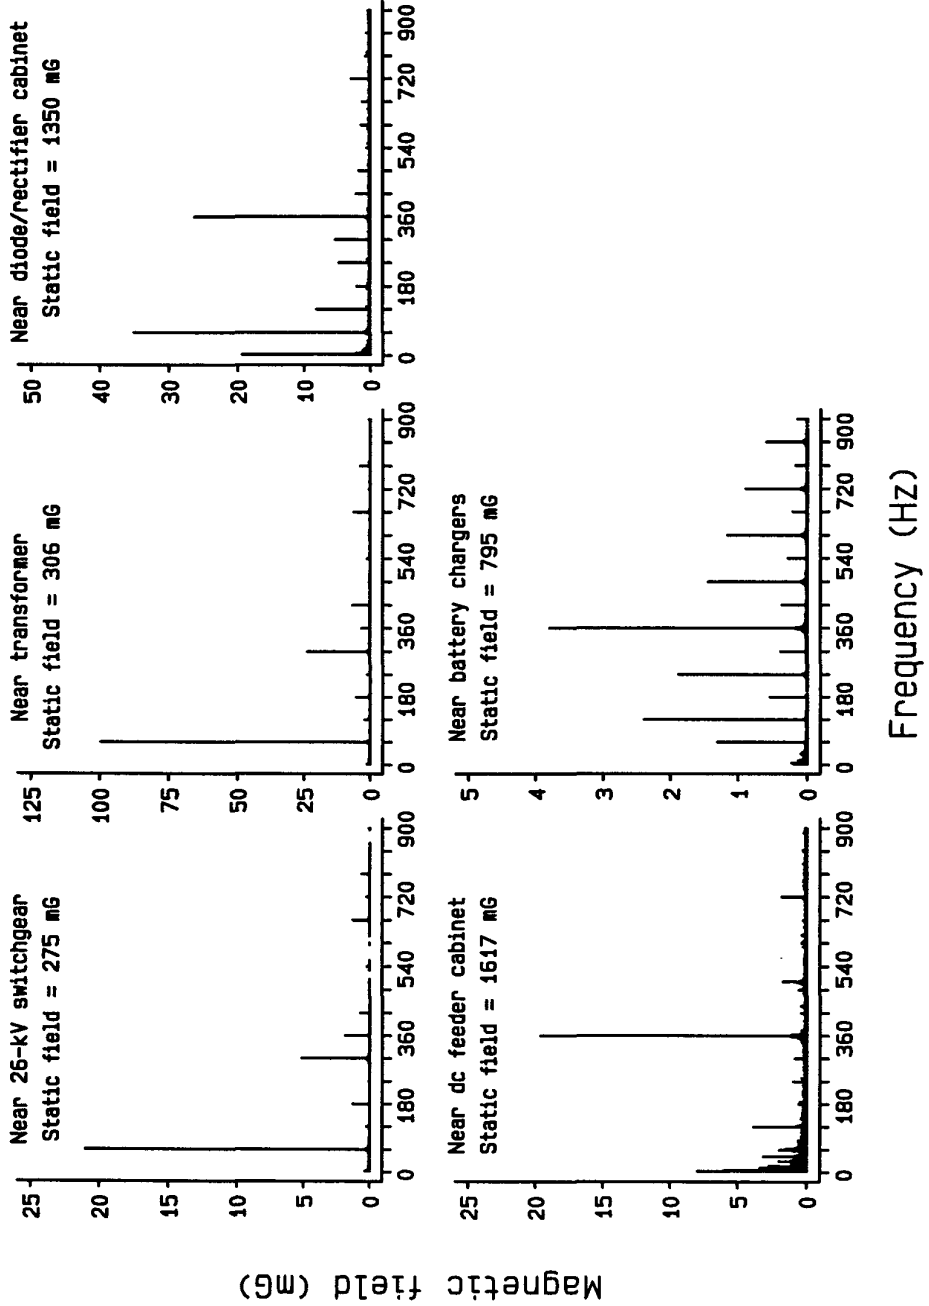 Near 26-kV switchgear
Static field = 275 mG
25
20
15
10
5
0
0 180 360 540 720 900
Near transformer
Static field = 306 mG
125
100
75
50
25
0
0 180 360 540 720 900
Near diode/rectifier cabinet
Static field = 1350 mG
50
40
30
20
10
0
0 180 360 540 720 900
Near dc feeder cabinet
Static field = 1617 mG
25
20
15
10
5
0
0 180 360 540 720 900
Near battery chargers
Static field = 795 mG
5
4
3
2
1
0
0 180 360 540 720 900
Magnetic field (mG)
Frequency (Hz)